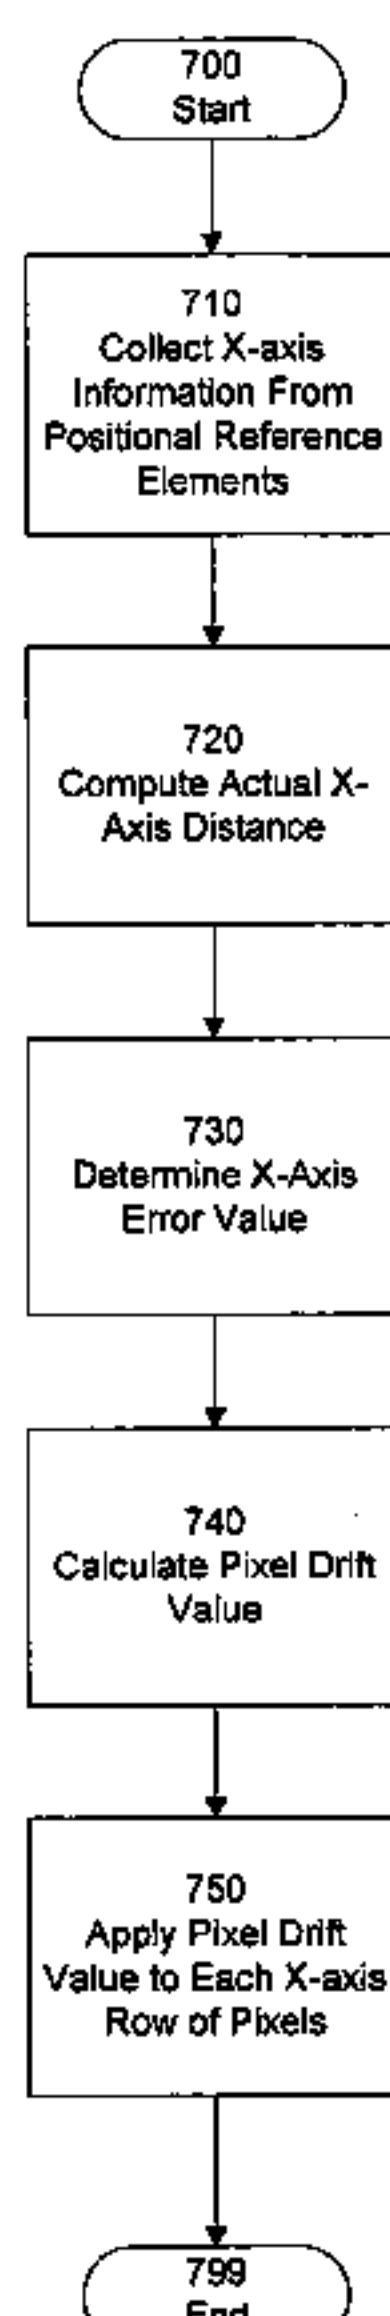 700
Start
710
Collect X-axis
Information From
Positional Reference
Elements
720
Compute Actual X-
Axis Distance
730
Determine X-Axis
Error Value
740
Calculate Pixel Drift
Value
750
Apply Pixel Drift
Value to Each X-axis
Row of Pixels
799
End